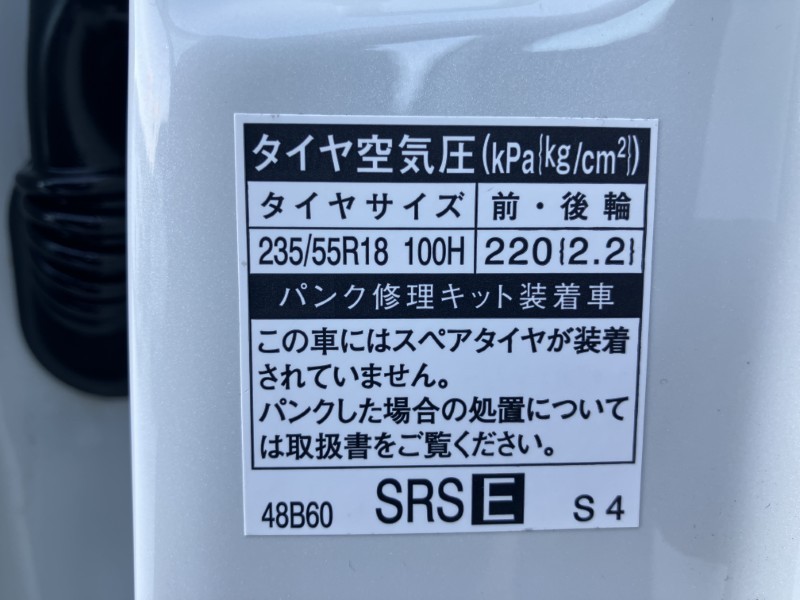 タイヤ空気圧(kPa{kg/cm²})
タイヤサイズ 前・後輪
235/55R18 100H 220{2.2}
パンク修理キット装着車
この車にはスペアタイヤが装着
されていません。
パンクした場合の処置について
は取扱書をご覧ください。
48B60 SRS E S4